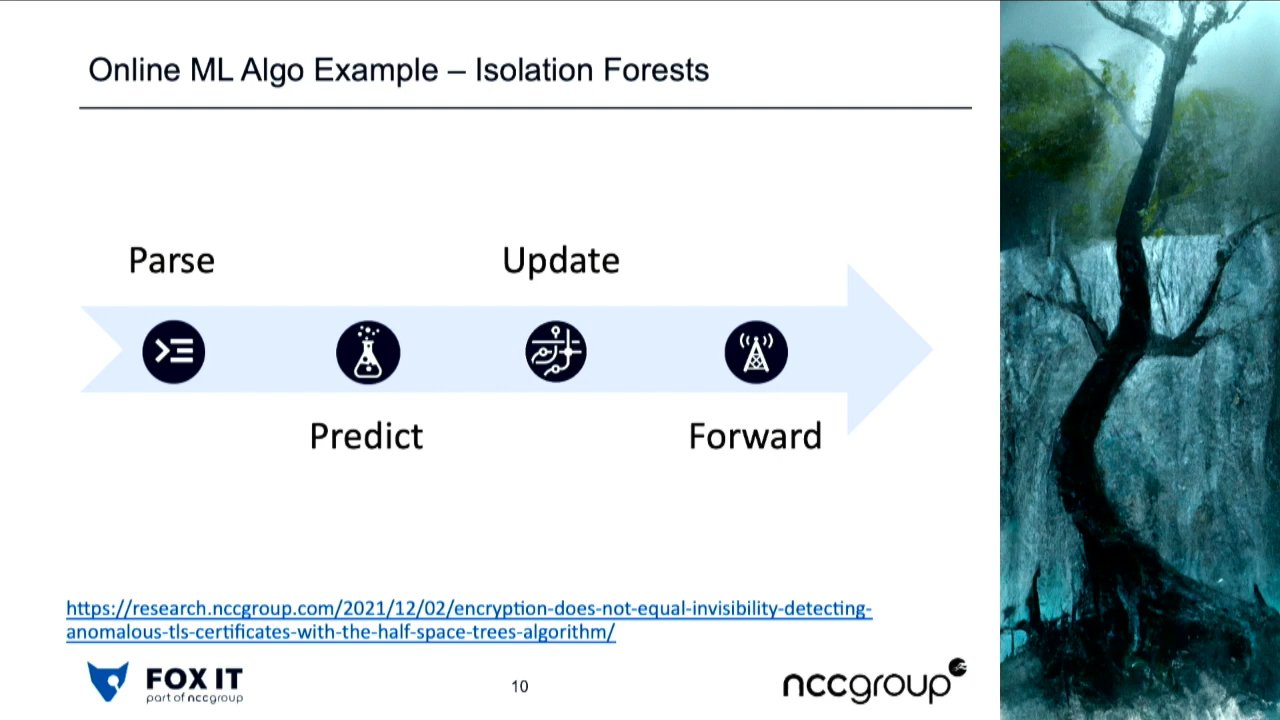 Online ML Algo Example – Isolation Forests
Parse
Update
Predict
Forward
https://research.nccgroup.com/2021/12/02/encryption-does-not-equal-invisibility-detecting-
anomalous-tls-certificates-with-the-half-space-trees-algorithm/
FOX IT
part of nccgroup
10
nccgroup